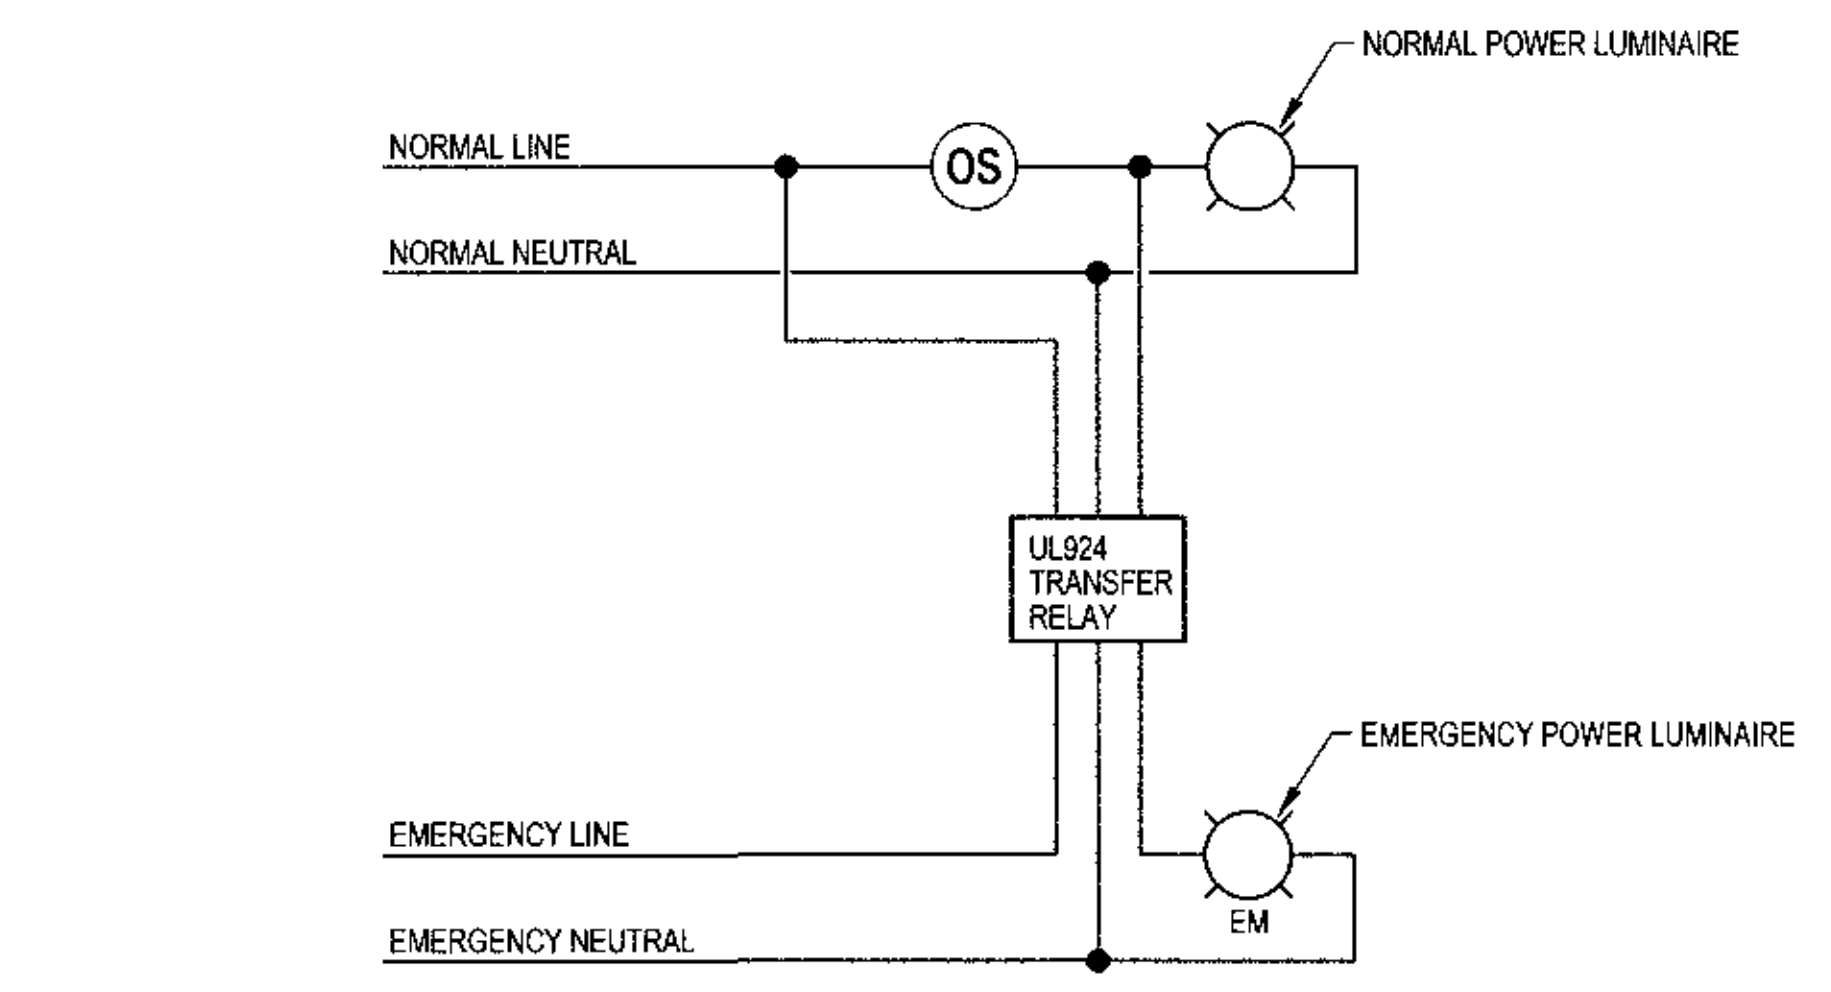 NORMAL POWER LUMINAIRE
NORMAL LINE
OS
NORMAL NEUTRAL
UL924
TRANSFER
RELAY
EMERGENCY POWER LUMINAIRE
EMERGENCY LINE
EM
EMERGENCY NEUTRAL